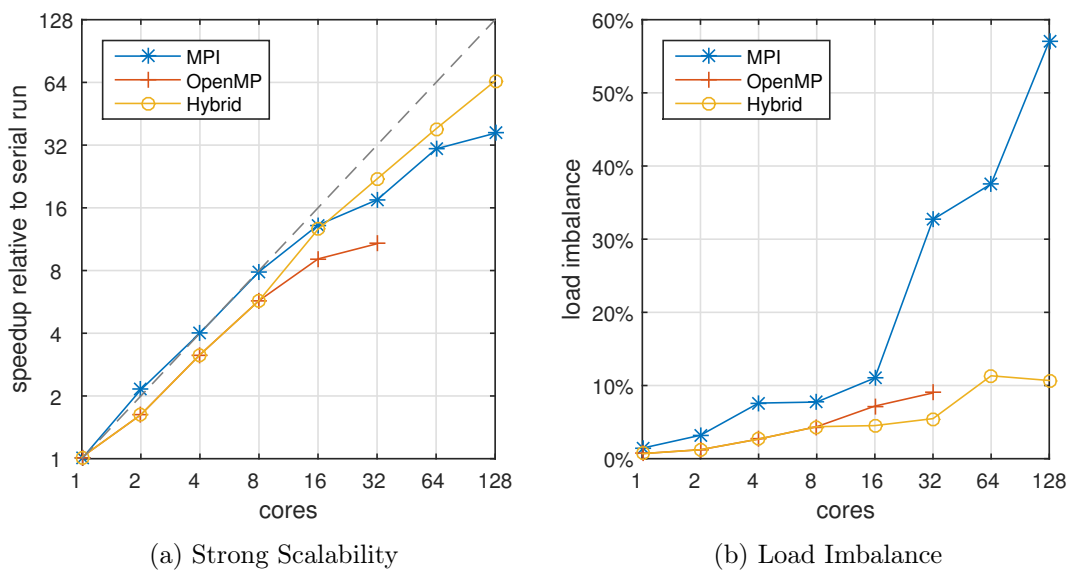 128
64
32
16
8
4
2
1
speedup relative to serial run
MPI
OpenMP
Hybrid
1 2 4 8 16 32 64 128
cores
(a) Strong Scalability
60%
50%
40%
30%
20%
10%
0%
load imbalance
MPI
OpenMP
Hybrid
1 2 4 8 16 32 64 128
cores
(b) Load Imbalance